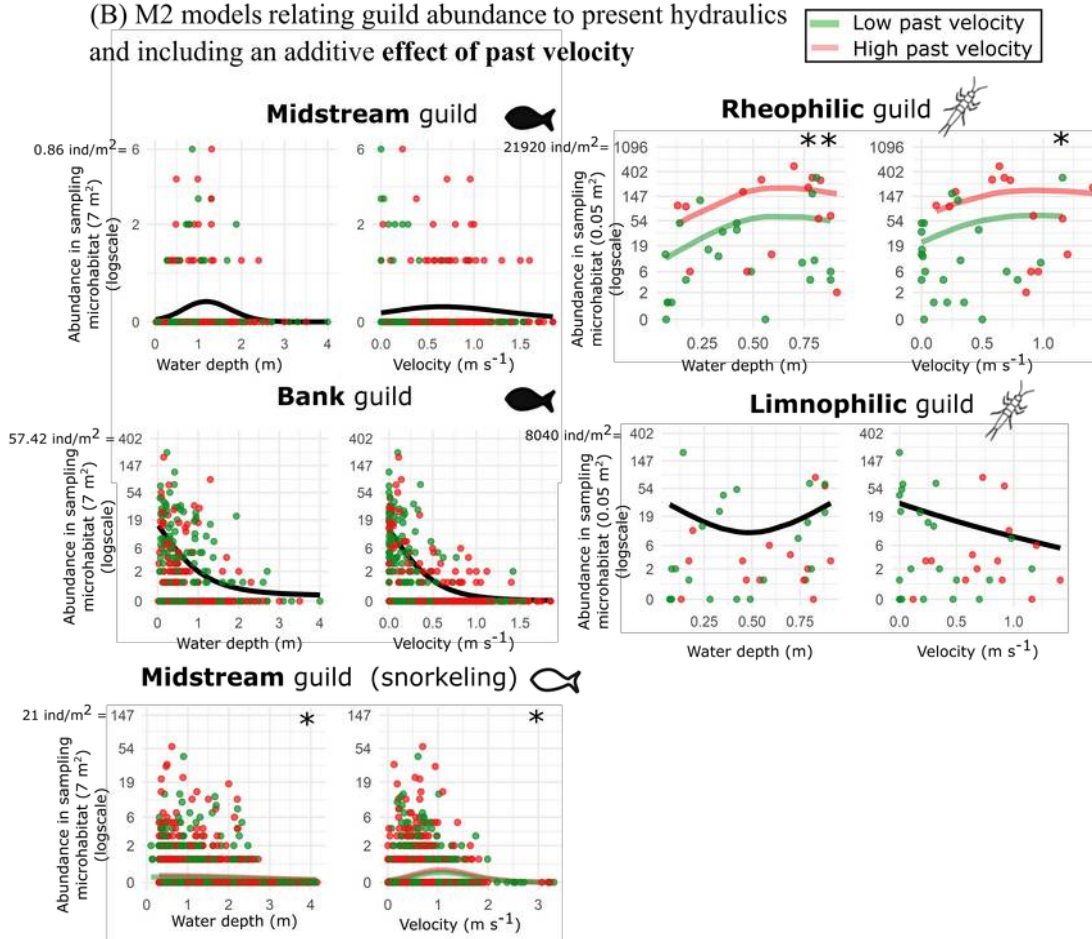 (B) M2 models relating guild abundance to present hydraulics
and including an additive effect of past velocity
Low past velocity
High past velocity
Midstream guild
0.86 ind/m² =
6
2
0
Abundance in sampling
microhabitat (7 m²)
(logscale)
0 1 2 3 4
Water depth (m)
6
2
0
0.0 0.5 1.0 1.5
Velocity (m s⁻¹)
Rheophilic guild
21920 ind/m² =
1096
402
147
54
19
6
2
0
Abundance in sampling
microhabitat (0.05 m²)
(logscale)
**
0.25 0.50 0.75
Water depth (m)
1096
402
147
54
19
6
2
0
*
0.0 0.5 1.0
Velocity (m s⁻¹)
Bank guild
57.42 ind/m² =
402
147
54
19
6
2
0
Abundance in sampling
microhabitat (7 m²)
(logscale)
0 1 2 3 4
Water depth (m)
402
147
54
19
6
2
0
0.0 0.5 1.0 1.5
Velocity (m s⁻¹)
Limnophilic guild
8040 ind/m² =
402
147
54
19
6
2
0
Abundance in sampling
microhabitat (0.05 m²)
(logscale)
0.25 0.50 0.75
Water depth (m)
402
147
54
19
6
2
0
0.0 0.5 1.0
Velocity (m s⁻¹)
Midstream guild (snorkeling)
21 ind/m² =
147
54
19
6
2
0
Abundance in sampling
microhabitat (7 m²)
(logscale)
*
0 1 2 3 4
Water depth (m)
147
54
19
6
2
0
*
0 1 2 3
Velocity (m s⁻¹)